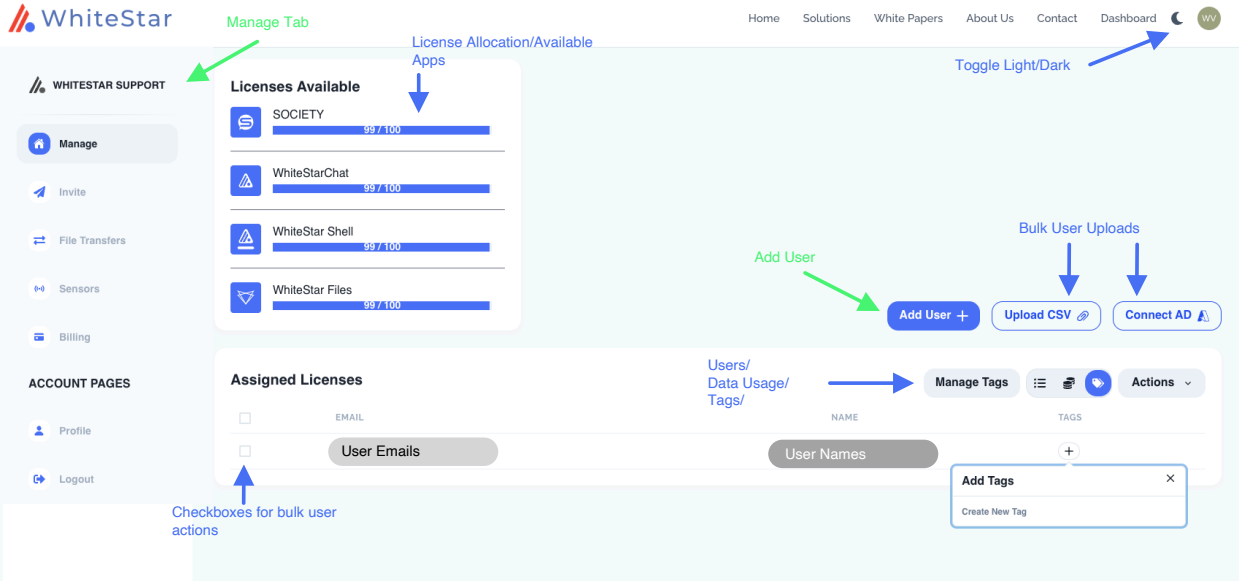 WhiteStar
Manage Tab
Home
Solutions
White Papers
About Us
Contact
Dashboard
WV
License Allocation/Available
Apps
Toggle Light/Dark
WHITESTAR SUPPORT
Manage
Invite
File Transfers
Sensors
Billing
ACCOUNT PAGES
Profile
Logout
Licenses Available
SOCIETY
99 / 100
WhiteStarChat
99 / 100
WhiteStar Shell
99 / 100
WhiteStar Files
99 / 100
Bulk User Uploads
Add User
Add User
Upload CSV
Connect AD
Assigned Licenses
Users/
Data Usage/
Tags/
Manage Tags
Actions
EMAIL
NAME
TAGS
User Emails
User Names
Add Tags
Create New Tag
Checkboxes for bulk user
actions